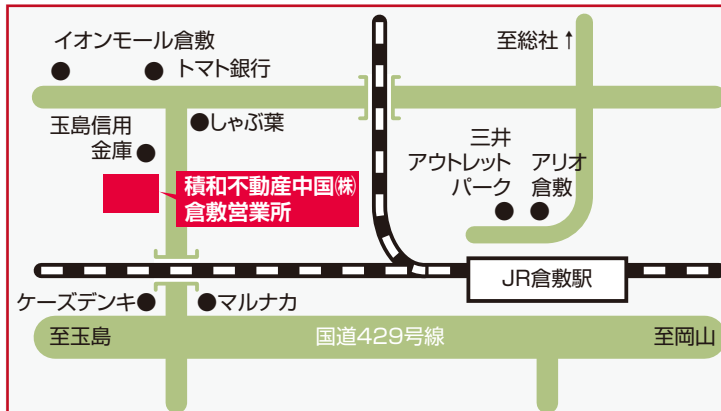 イオンモール倉敷
トマト銀行
至総社↑
玉島信用
金庫
しゃぶ葉
三井
アウトレット
パーク
アリオ
倉敷
積和不動産中国㈱
倉敷営業所
JR倉敷駅
ケーズデンキ
マルナカ
至玉島
国道429号線
至岡山